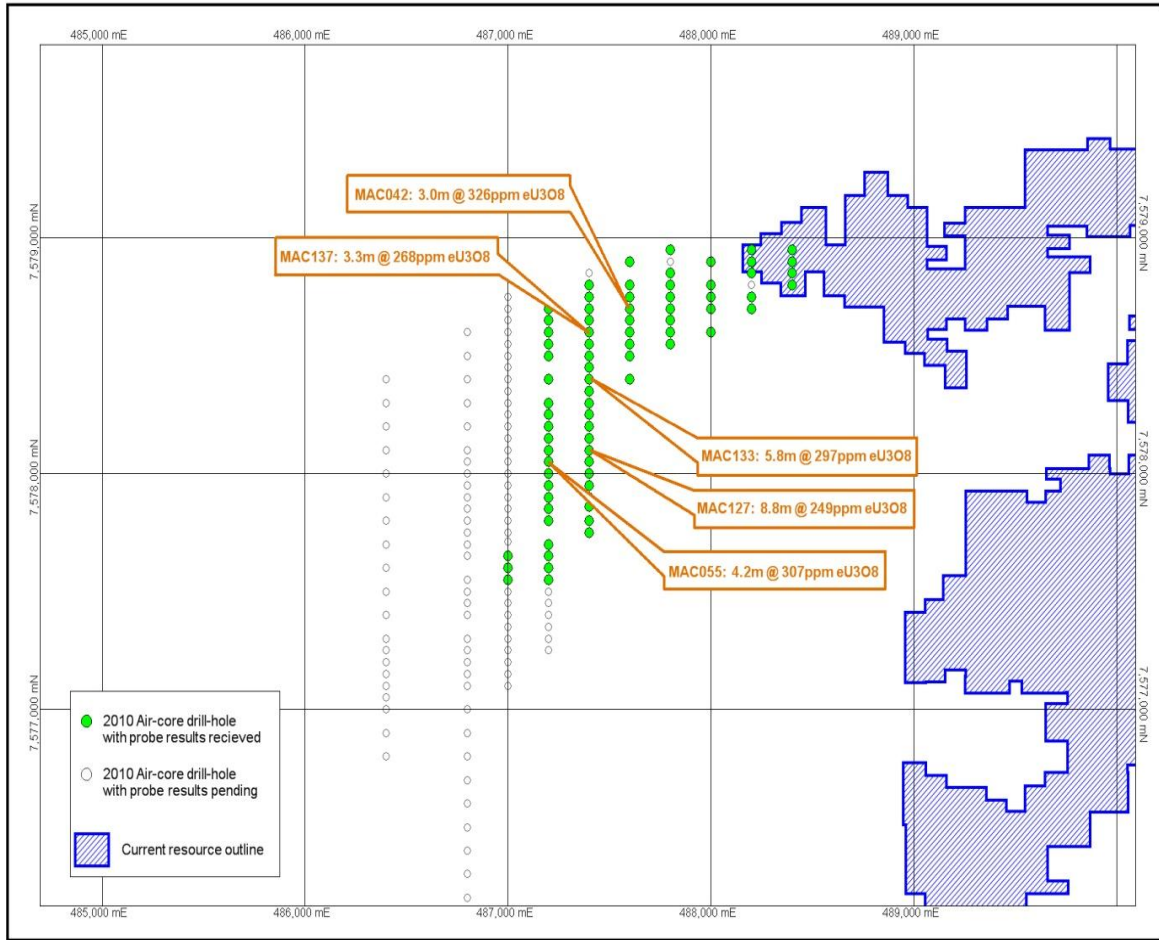 485,000 mE
486,000 mE
487,000 mE
488,000 mE
489,000 mE
7,579,000 mN
7,579,000 mN
MAC042: 3.0m @ 326ppm eU3O8
MAC137: 3.3m @ 268ppm eU3O8
MAC133: 5.8m @ 297ppm eU3O8
7,578,000 mN
7,578,000 mN
MAC127: 8.8m @ 249ppm eU3O8
MAC055: 4.2m @ 307ppm eU3O8
7,577,000 mN
7,577,000 mN
2010 Air-core drill-hole
with probe results recieved
2010 Air-core drill-hole
with probe results pending
Current resource outline
485,000 mE
486,000 mE
487,000 mE
488,000 mE
489,000 mE